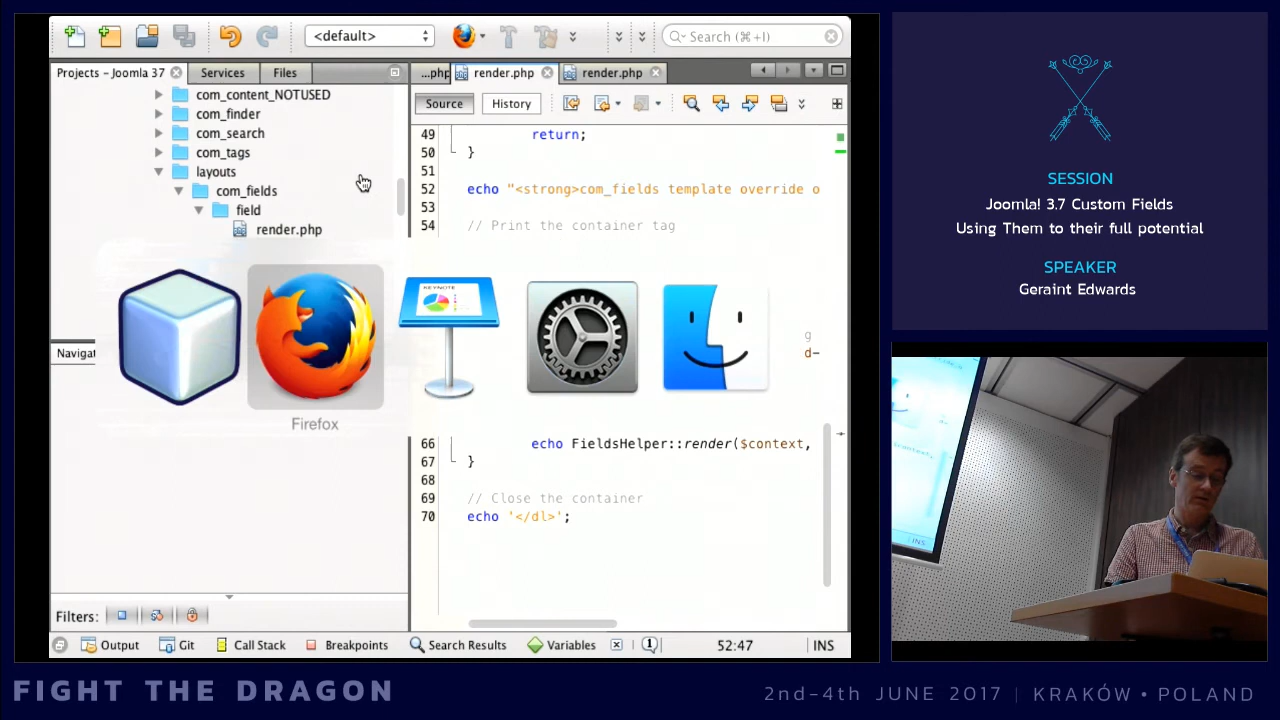 <default>
Search (⌘+I)
Projects - Joomla 37
Services
Files
...php
render.php
render.php
Source
History
com_content_NOTUSED
com_finder
com_search
com_tags
layouts
com_fields
field
render.php
49 return;
50 }
51
52 echo "<strong>com_fields template override o
53
54 // Print the container tag
g
d-
Navigat
KEYNOTE
Firefox
66 echo FieldsHelper::render($context,
67 }
68
69 // Close the container
70 echo '</dl>';
Filters:
Output
Git
Call Stack
Breakpoints
Search Results
Variables
1
52:47
INS
SESSION
Joomla! 3.7 Custom Fields
Using Them to their full potential
SPEAKER
Geraint Edwards
INS
FIGHT THE DRAGON
2nd-4th JUNE 2017 | KRAKÓW • POLAND